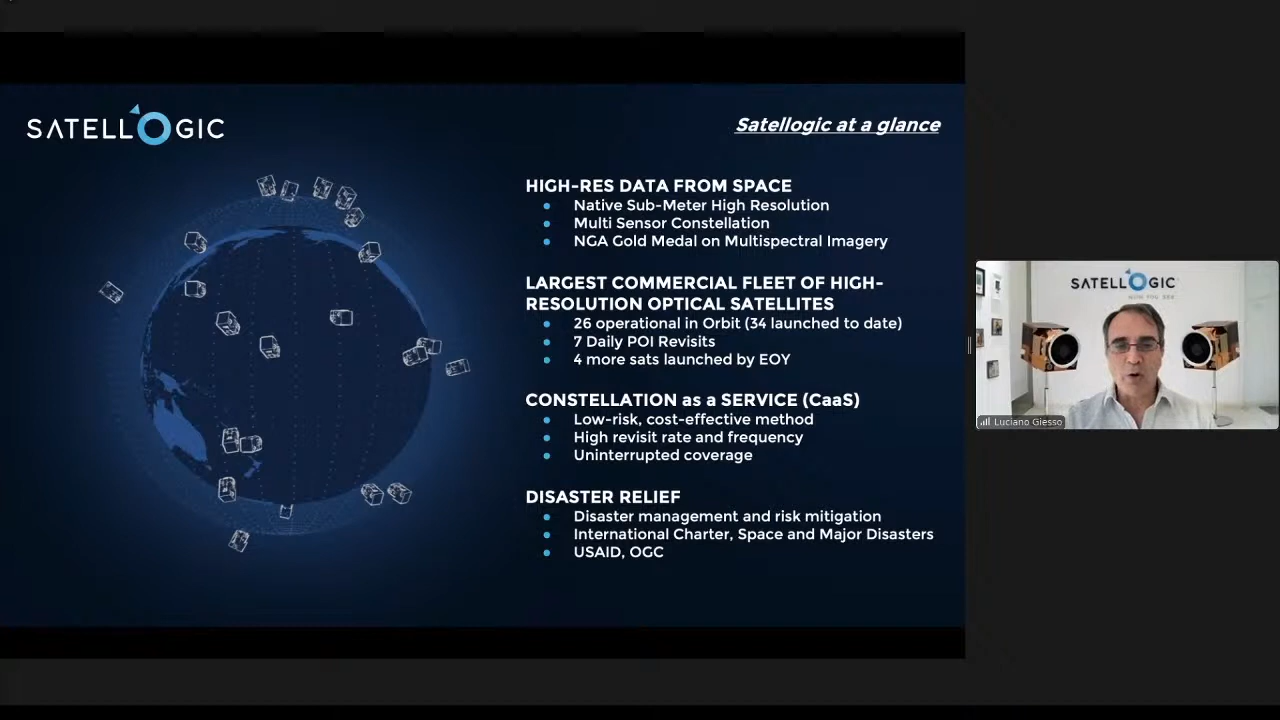 SATELLOGIC
Satellogic at a glance
HIGH-RES DATA FROM SPACE
Native Sub-Meter High Resolution
Multi Sensor Constellation
NGA Gold Medal on Multispectral Imagery
LARGEST COMMERCIAL FLEET OF HIGH-
RESOLUTION OPTICAL SATELLITES
26 operational in Orbit (34 launched to date)
7 Daily POI Revisits
4 more sats launched by EOY
CONSTELLATION as a SERVICE (CaaS)
Low-risk, cost-effective method
High revisit rate and frequency
Uninterrupted coverage
DISASTER RELIEF
Disaster management and risk mitigation
International Charter, Space and Major Disasters
USAID, OGC
SATELLOGIC
NOW YOU SEE
Luciano Giesso